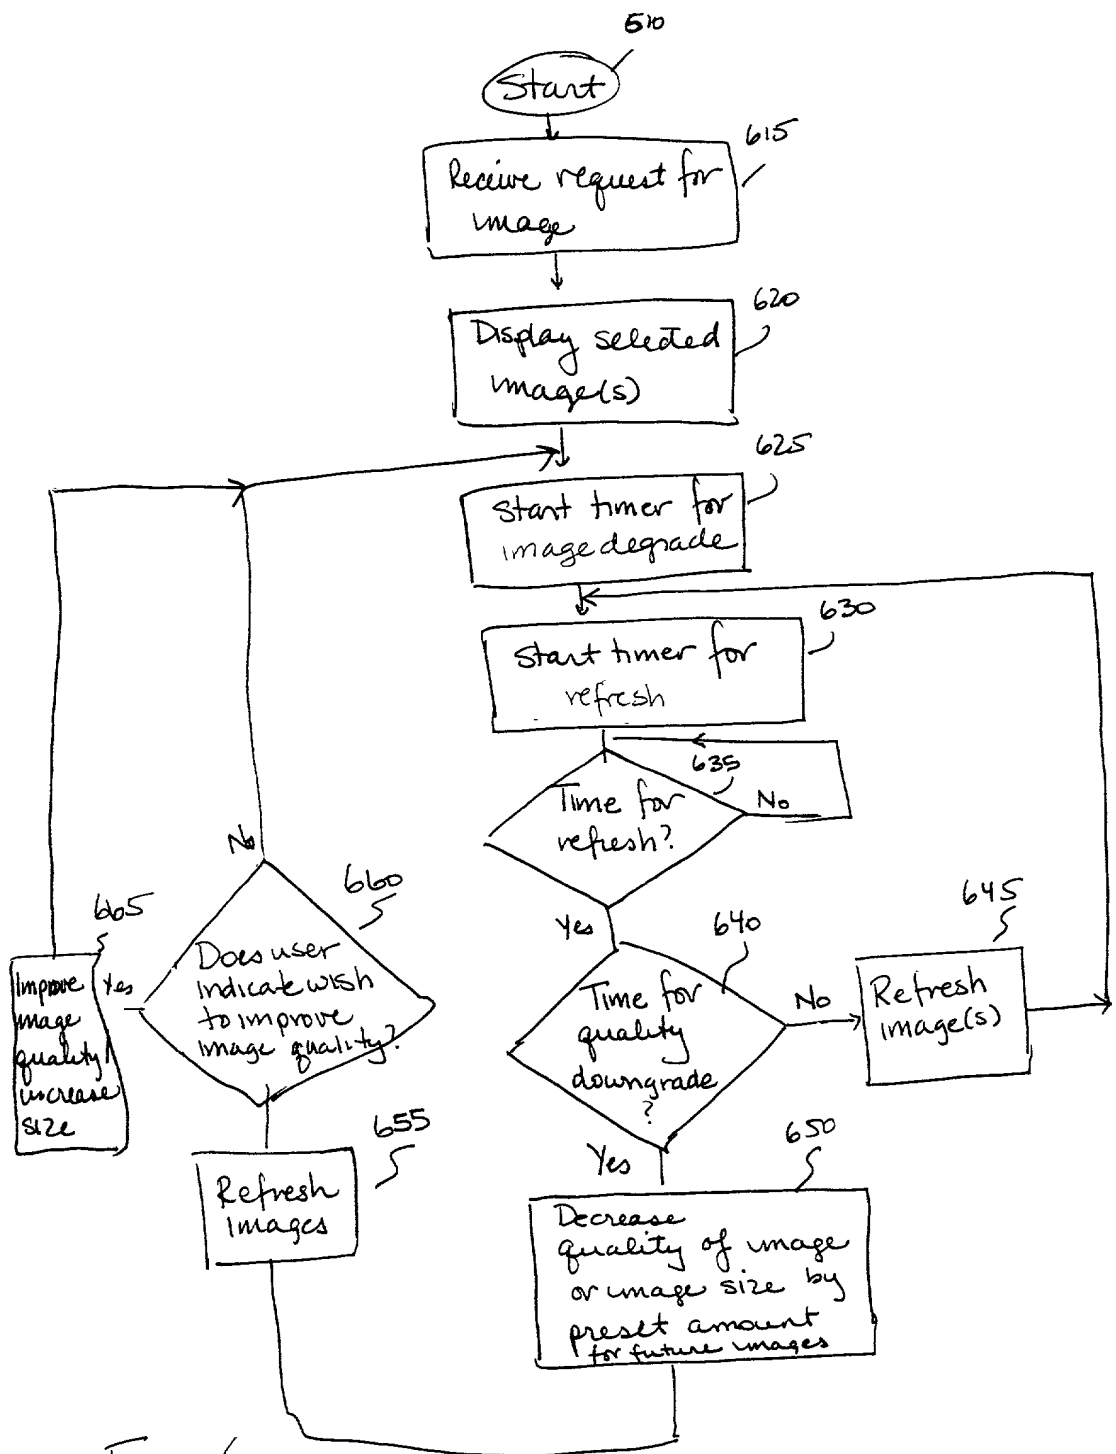 510
Start
615
Receive request for
image
620
Display selected
image(s)
625
Start timer for
image degrade
630
Start timer for
refresh
635
Time for
refresh?
No
Yes
640
Time for
quality
downgrade
?
No
645
Refresh
image(s)
Yes
650
Decrease
quality of image
or image size by
preset amount
for future images
655
Refresh
images
660
Does user
indicate wish
to improve
image quality?
No
Yes
665
Improve
image
quality/
increase
size